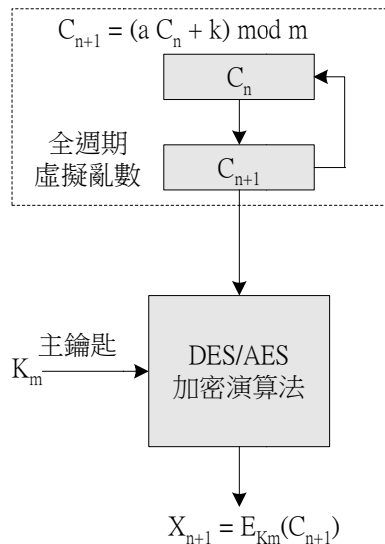 C_{n+1} = (a C_n + k) mod m
C_n
全週期
虛擬亂數
C_{n+1}
主鑰匙
K_m
DES/AES
加密演算法
X_{n+1} = E_{Km}(C_{n+1})